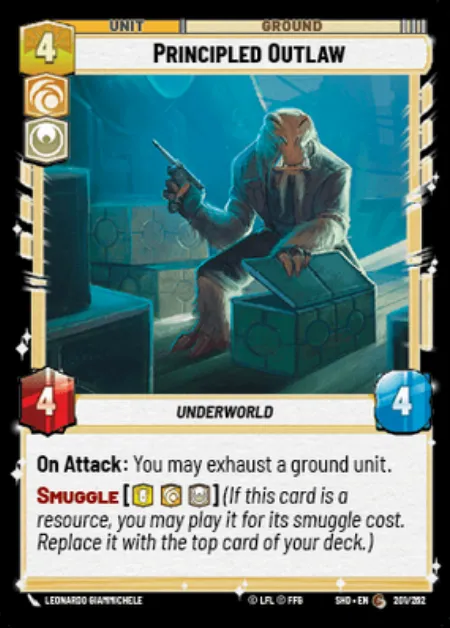 UNIT GROUND
4 PRINCIPLED OUTLAW
4 UNDERWORLD 4
On Attack: You may exhaust a ground unit.
SMUGGLE [6] (If this card is a
resource, you may play it for its smuggle cost.
Replace it with the top card of your deck.)
LEONARDO GIAMMICHELE © LFL © FFG SHD • EN C 201/262